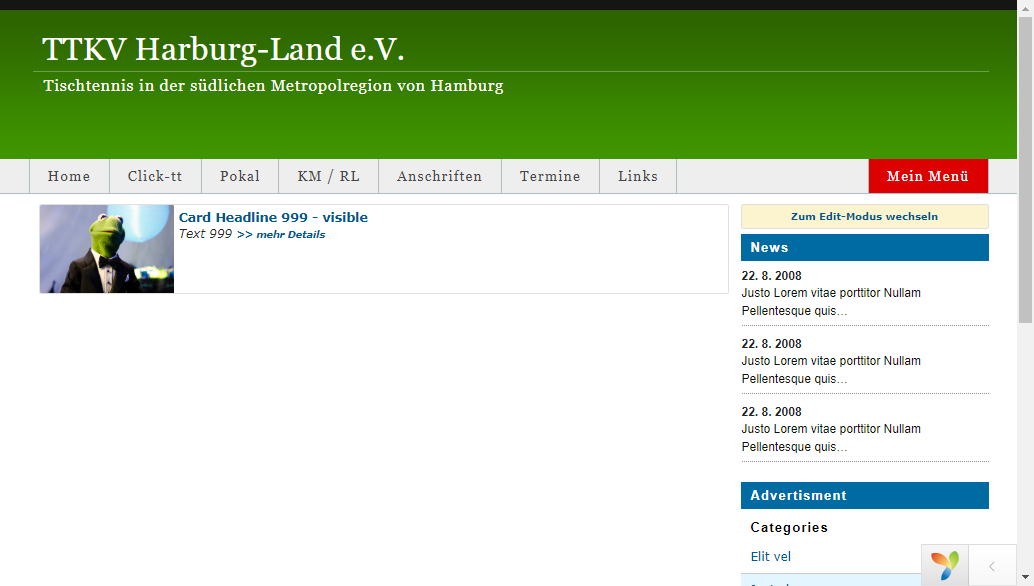 TTKV Harburg-Land e.V.
Tischtennis in der südlichen Metropolregion von Hamburg
Home Click-tt Pokal KM / RL Anschriften Termine Links Mein Menü
Card Headline 999 - visible
Text 999 >> mehr Details
Zum Edit-Modus wechseln
News
22. 8. 2008
Justo Lorem vitae porttitor Nullam
Pellentesque quis...
22. 8. 2008
Justo Lorem vitae porttitor Nullam
Pellentesque quis...
22. 8. 2008
Justo Lorem vitae porttitor Nullam
Pellentesque quis...
Advertisment
Categories
Elit vel